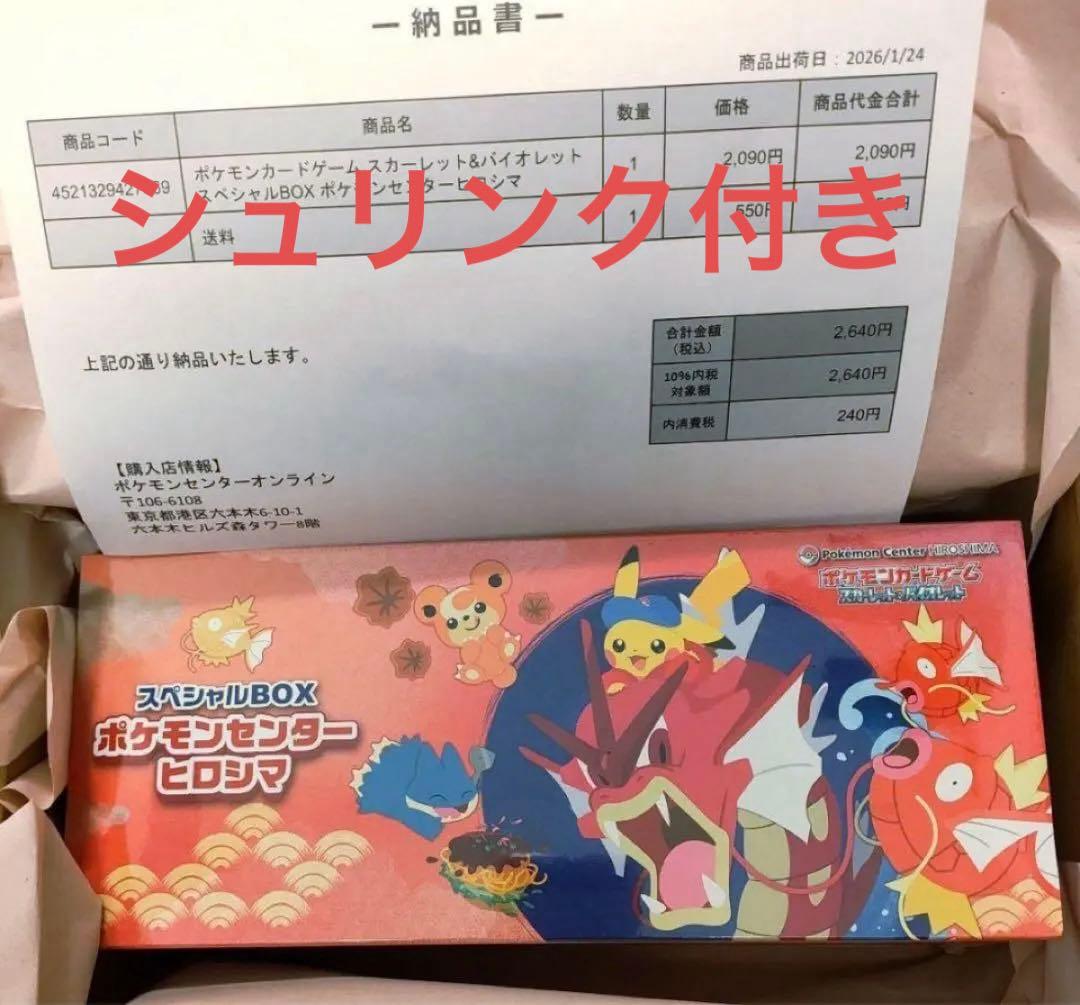 ー納品書ー
商品出荷日：2026/1/24
商品コード 商品名 数量 価格 商品代金合計
ポケモンカードゲーム スカーレット&バイオレット
スペシャルBOX ポケモンセンターヒロシマ
1 2,090円 2,090円
送料 1 550円
シュリンク付き
上記の通り納品いたします。
合計金額
(税込)
2,640円
10%内税
対象額
2,640円
内消費税 240円
【購入店情報】
ポケモンセンターオンライン
〒106-6108
東京都港区六本木6-10-1
六本木ヒルズ森タワー8階
Pokémon Center HIROSHIMA
ポケモンカードゲーム
スカーレット&バイオレット
スペシャルBOX
ポケモンセンター
ヒロシマ